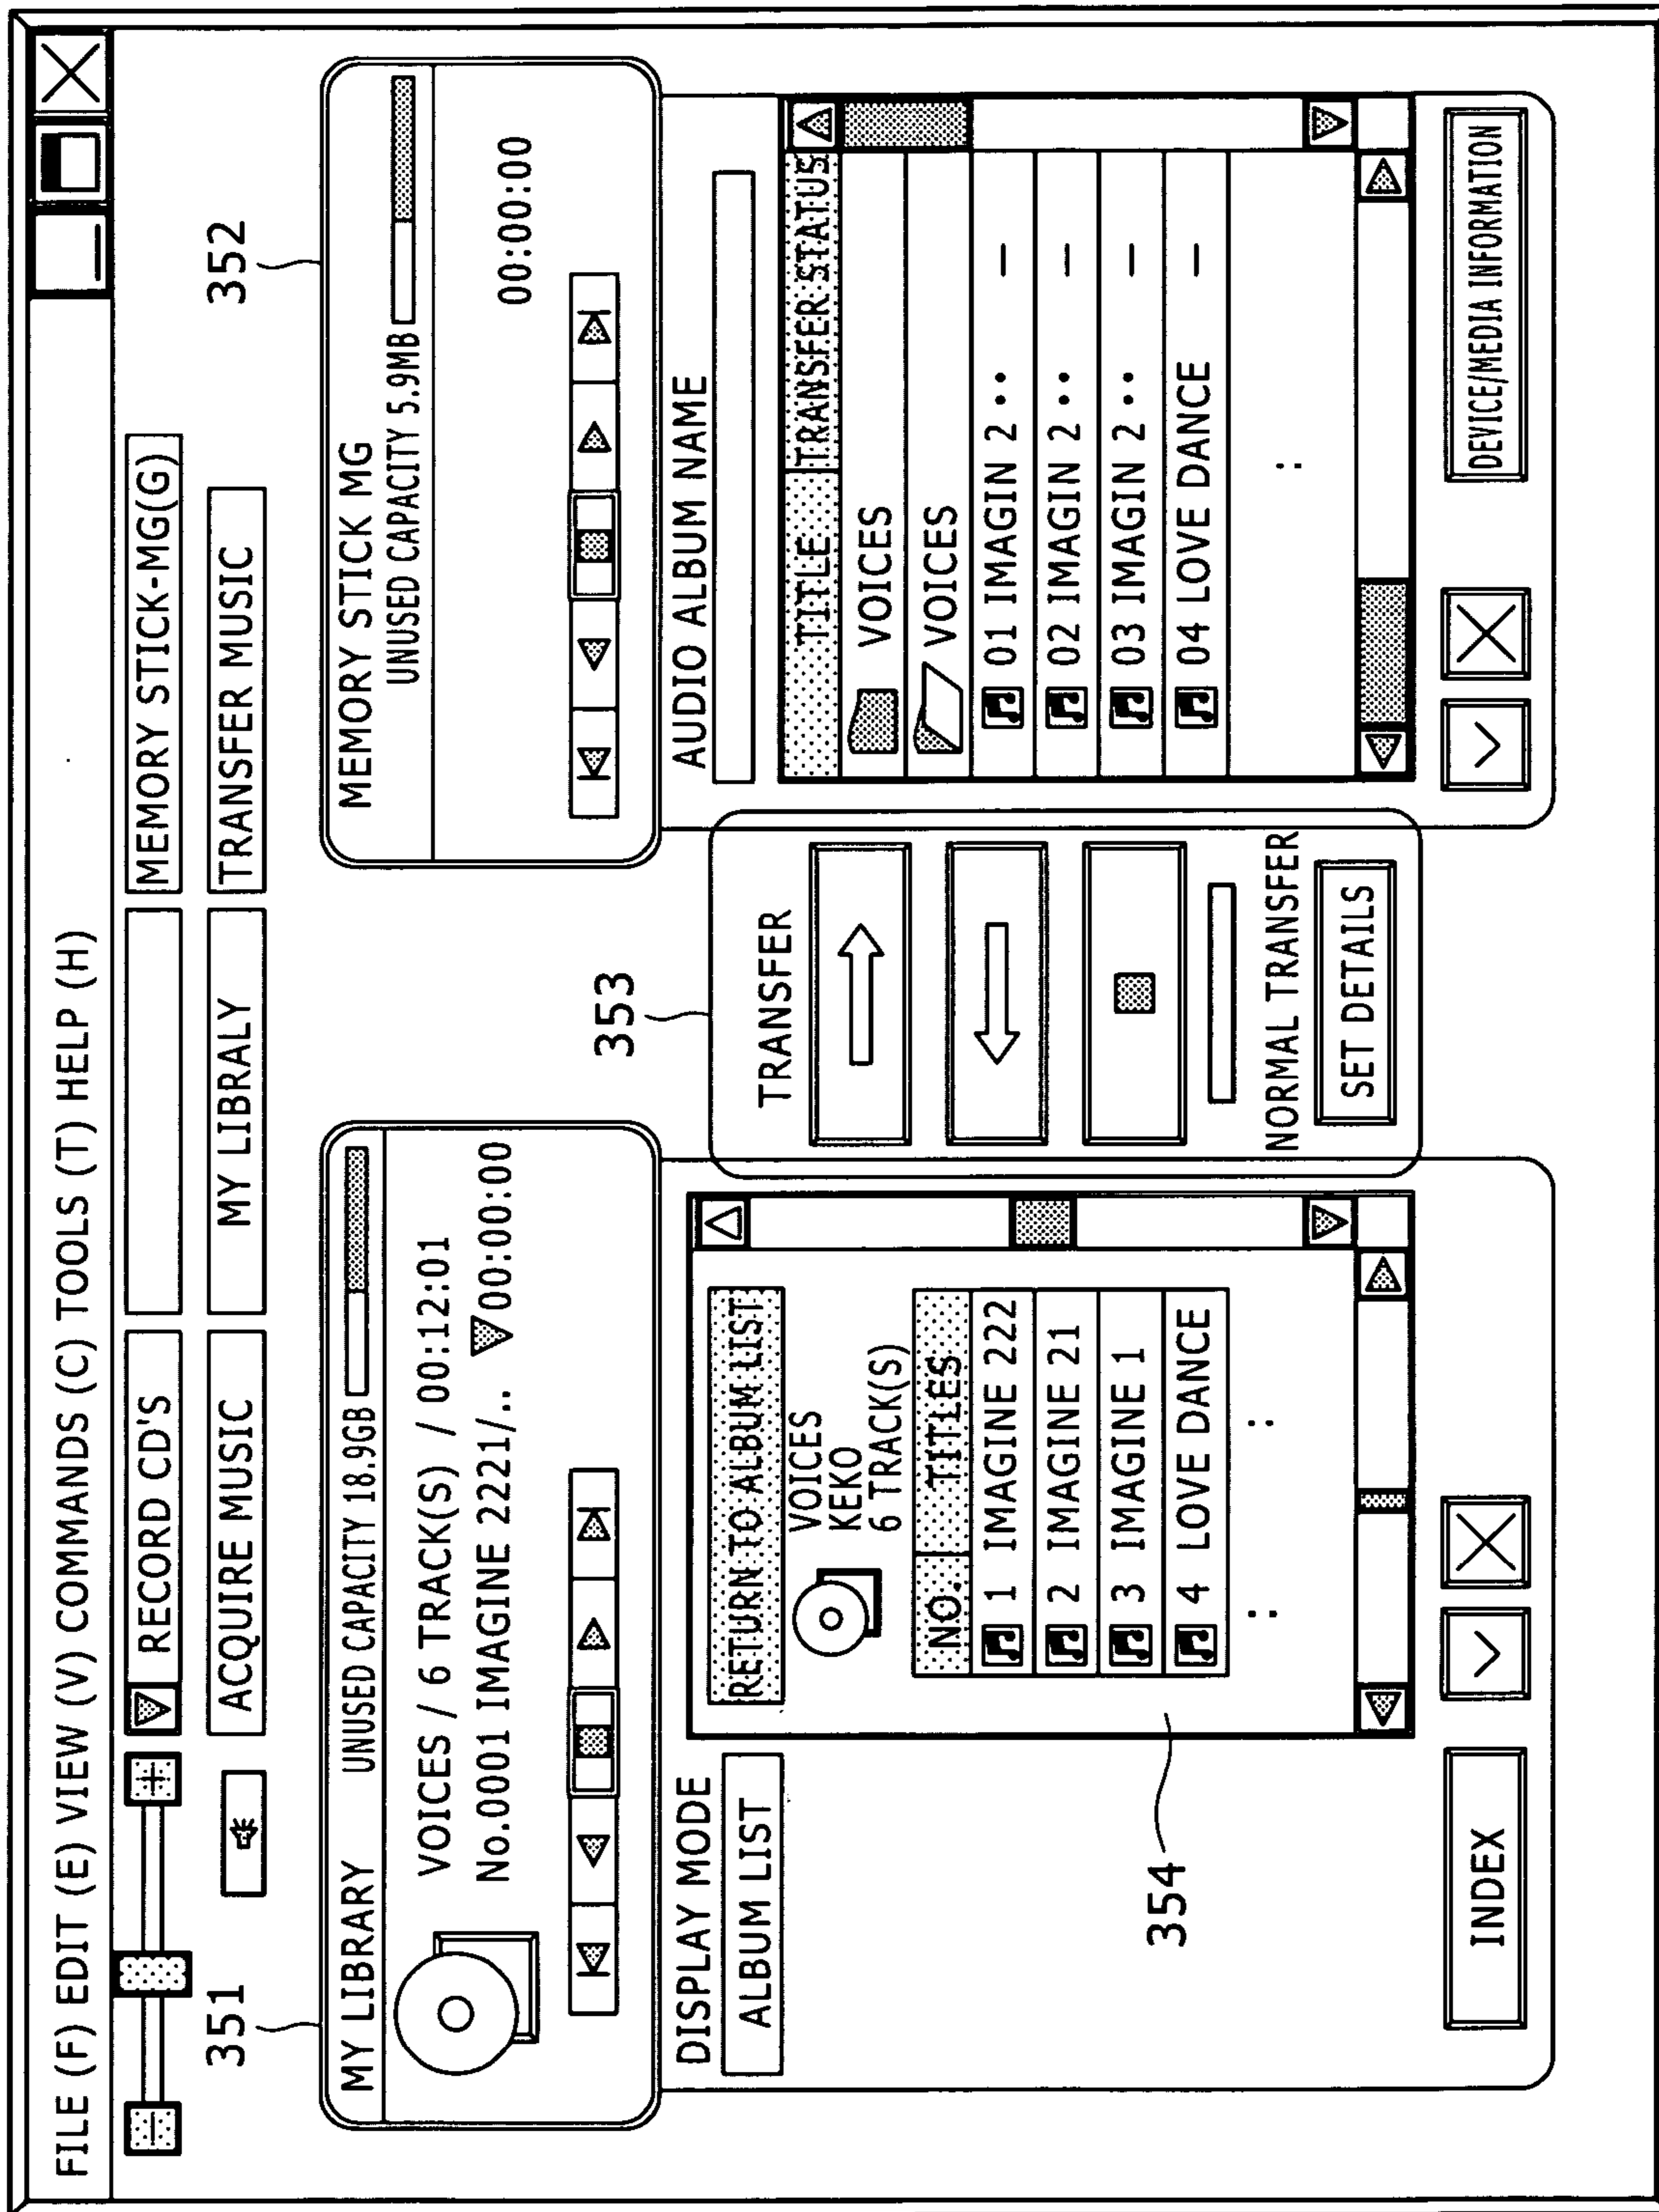 FILE (F) EDIT (E) VIEW (V) COMMANDS (C) TOOLS (T) HELP (H)
RECORD CD'S
MEMORY STICK-MG(G)
ACQUIRE MUSIC
MY LIBRALY
TRANSFER MUSIC
351
352
MY LIBRARY UNUSED CAPACITY 18.9GB
VOICES / 6 TRACK(S) / 00:12:01
No.0001 IMAGINE 2221/.. 00:00:00
MEMORY STICK MG
UNUSED CAPACITY 5.9MB
00:00:00
353
DISPLAY MODE
ALBUM LIST
RETURN TO ALBUM LIST
VOICES
KEKO
6 TRACK(S)
NO. TITLES
1 IMAGINE 222
2 IMAGINE 21
3 IMAGINE 1
4 LOVE DANCE
: :
354
INDEX
TRANSFER
NORMAL TRANSFER
SET DETAILS
AUDIO ALBUM NAME
TITLE TRANSFER STATUS
VOICES
VOICES
01 IMAGIN 2 •• —
02 IMAGIN 2 •• —
03 IMAGIN 2 •• —
04 LOVE DANCE —
:
DEVICE/MEDIA INFORMATION